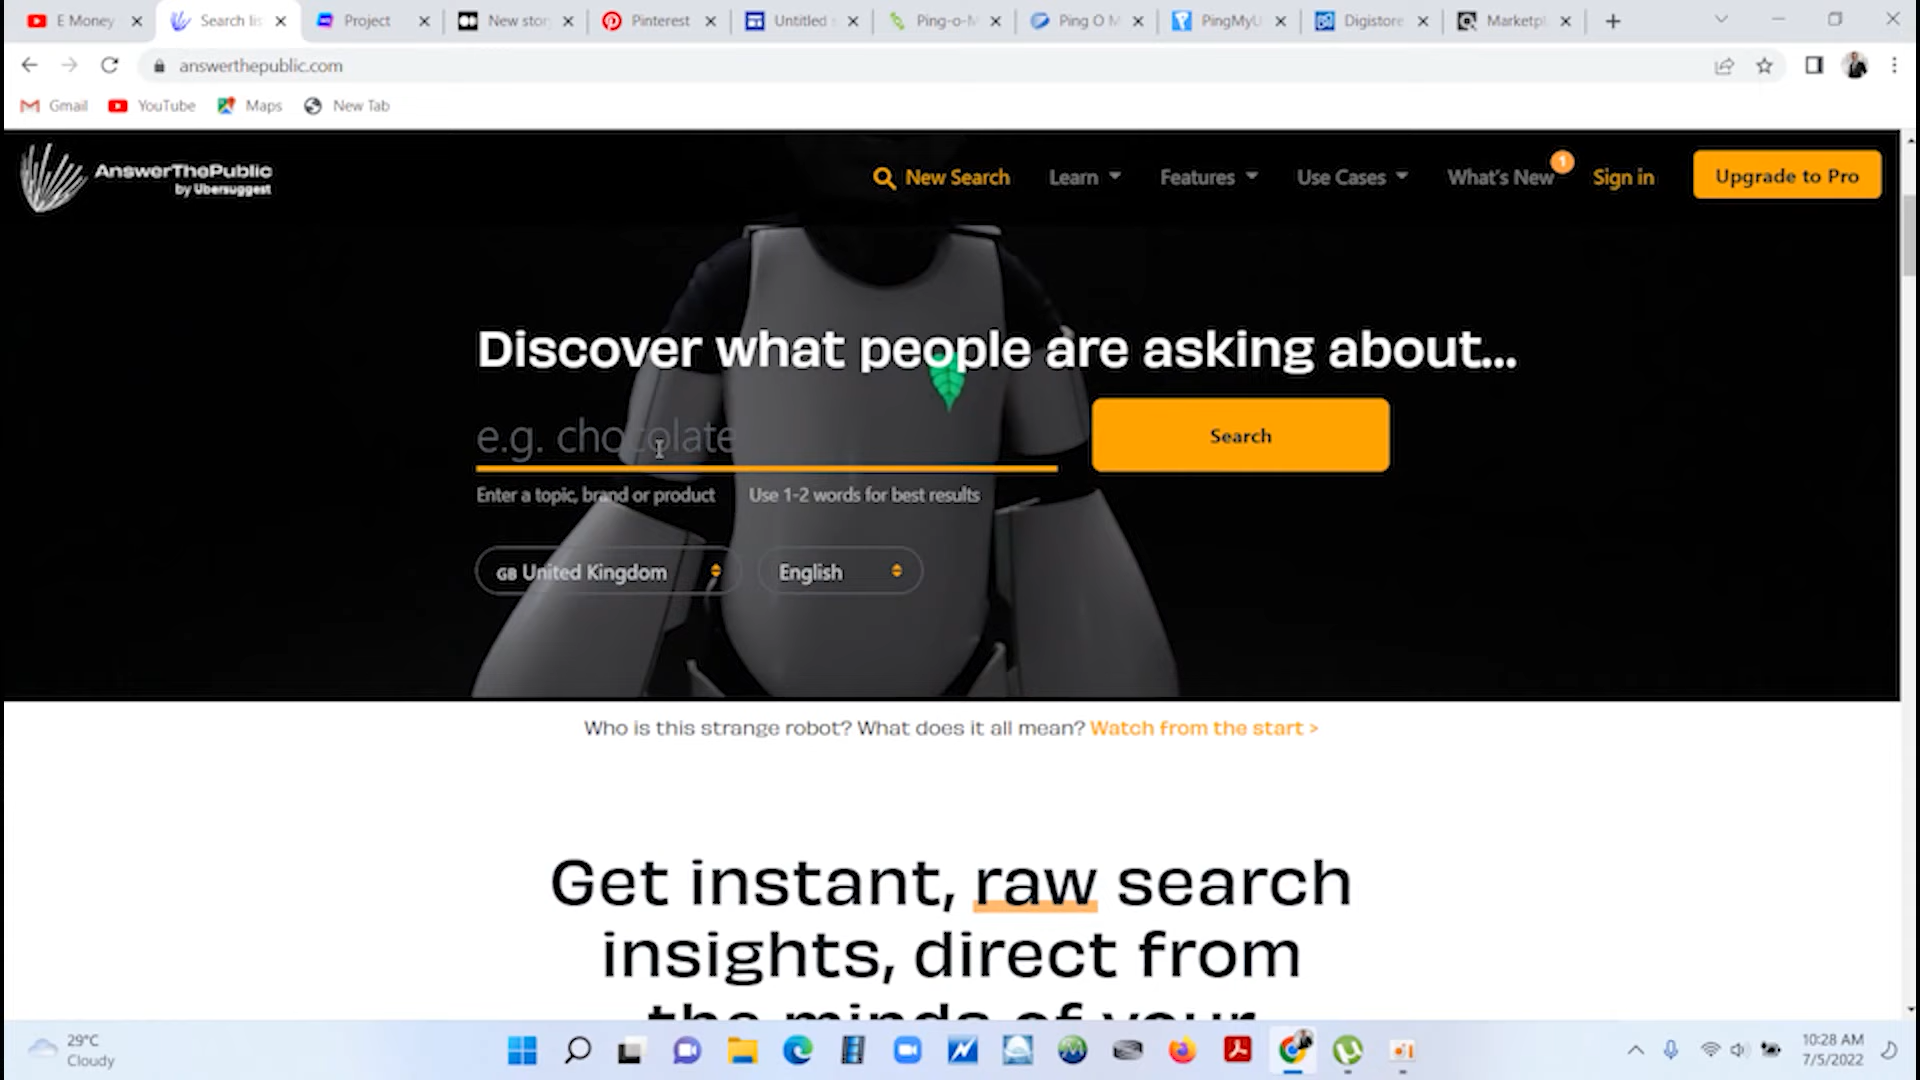 E Money
Search lis
Project
New story
Pinterest
Untitled
Ping-o-M
Ping O M
PingMyU
Digistore
Marketpl
answerthepublic.com
Gmail
YouTube
Maps
New Tab
AnswerThePublic
by Ubersuggest
New Search
Learn
Features
Use Cases
What's New
1
Sign in
Upgrade to Pro
Discover what people are asking about...
e.g. chocolate
Search
Enter a topic, brand or product
Use 1-2 words for best results
GB United Kingdom
English
Who is this strange robot? What does it all mean? Watch from the start >
Get instant, raw search
insights, direct from
the minds of your
29°C
Cloudy
10:28 AM
7/5/2022